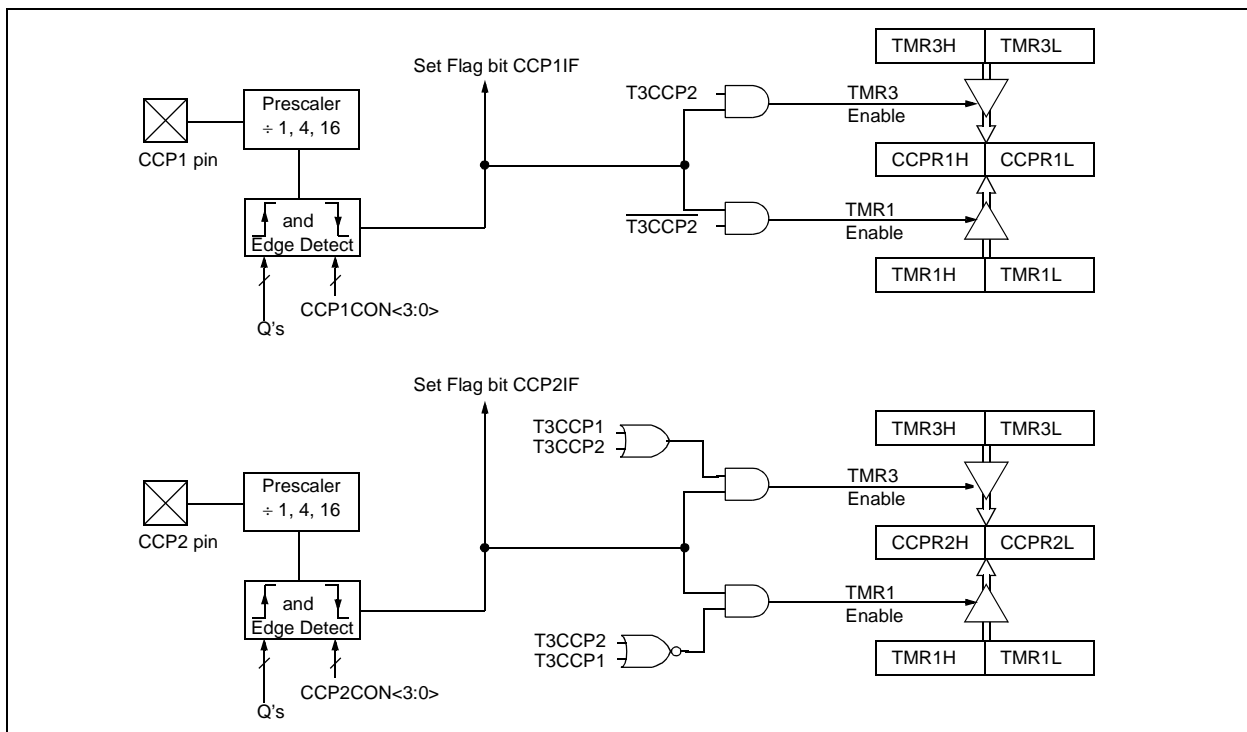 TMR3H TMR3L
Set Flag bit CCP1IF
T3CCP2
TMR3
Enable
Prescaler
÷ 1, 4, 16
CCP1 pin
CCPR1H CCPR1L
and
Edge Detect
T3CCP2
TMR1
Enable
TMR1H TMR1L
CCP1CON<3:0>
Q's
Set Flag bit CCP2IF
T3CCP1
T3CCP2
TMR3H TMR3L
TMR3
Enable
Prescaler
÷ 1, 4, 16
CCP2 pin
CCPR2H CCPR2L
and
Edge Detect
TMR1
Enable
T3CCP2
T3CCP1
TMR1H TMR1L
CCP2CON<3:0>
Q's